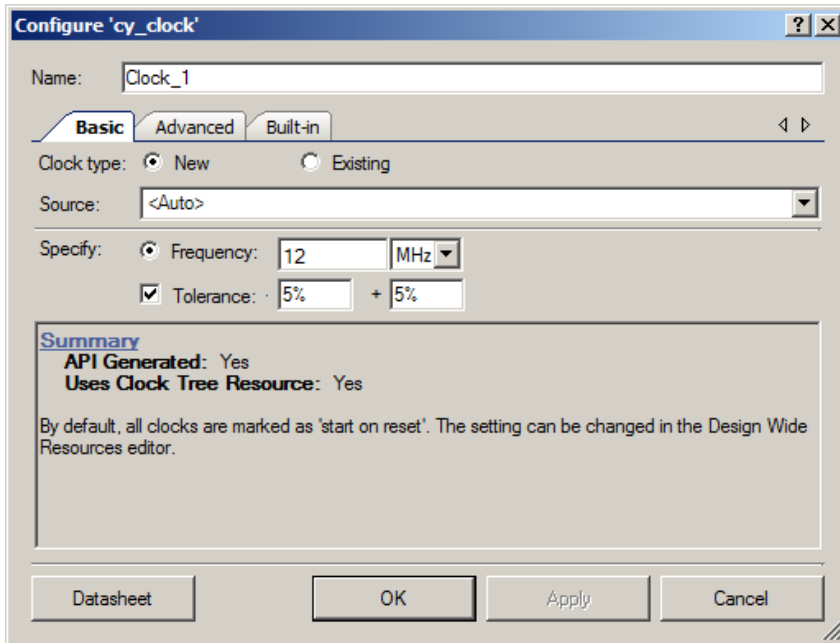 Configure 'cy_clock'
Name: Clock_1
Basic Advanced Built-in
Clock type: New Existing
Source: <Auto>
Specify: Frequency: 12 MHz
Tolerance: - 5% + 5%
Summary
API Generated: Yes
Uses Clock Tree Resource: Yes
By default, all clocks are marked as 'start on reset'. The setting can be changed in the Design Wide
Resources editor.
Datasheet OK Apply Cancel